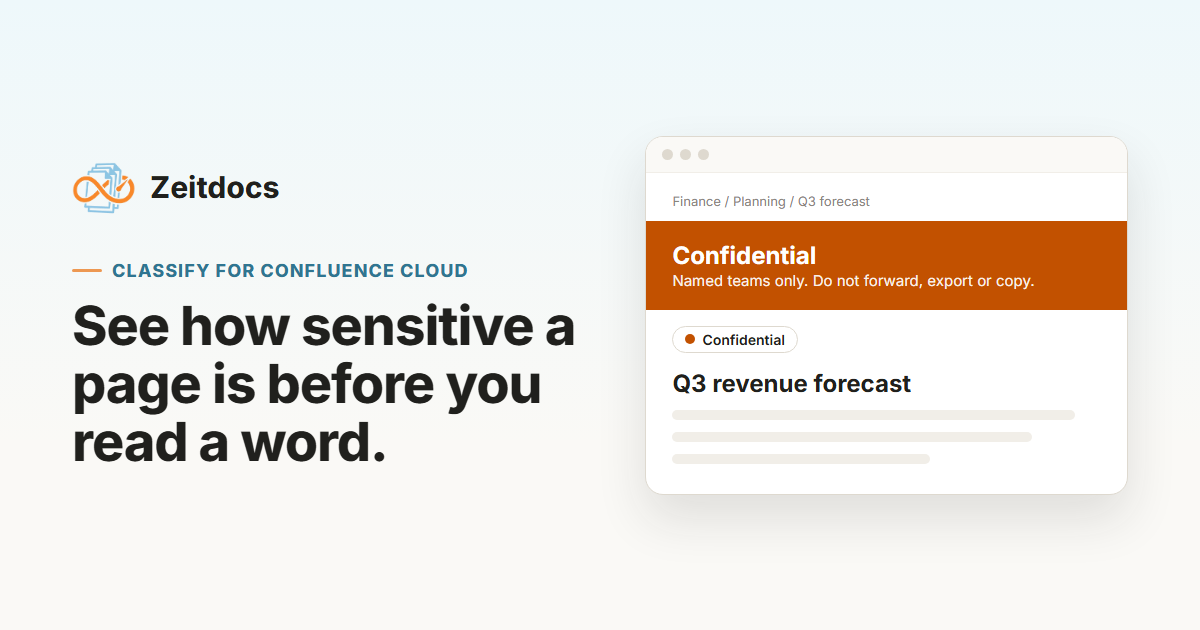 Zeitdocs
CLASSIFY FOR CONFLUENCE CLOUD
See how sensitive a
page is before you
read a word.
Finance / Planning / Q3 forecast
Confidential
Named teams only. Do not forward, export or copy.
Confidential
Q3 revenue forecast